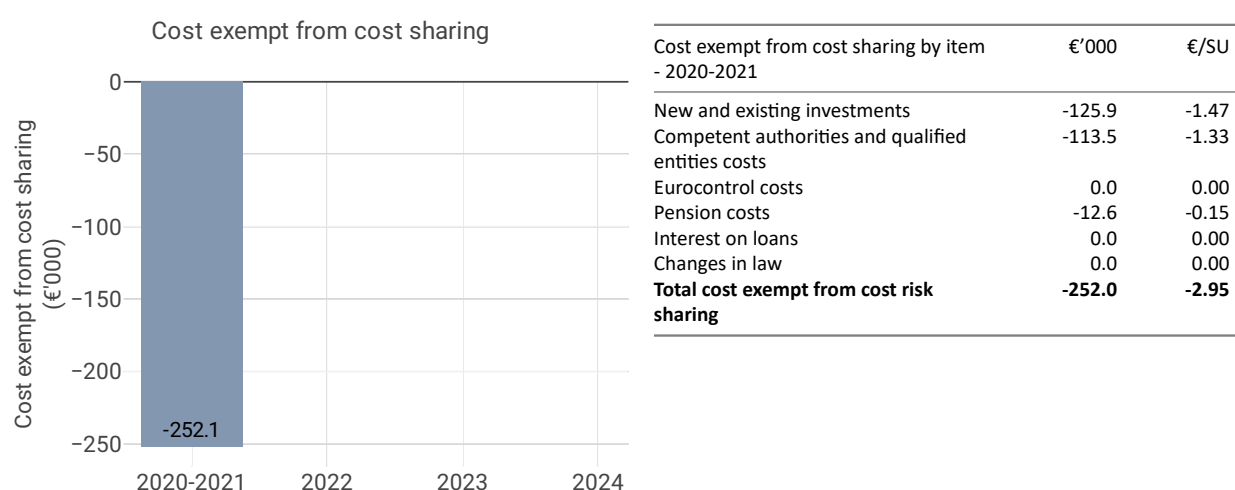 Cost exempt from cost sharing
Cost exempt from cost sharing
(€'000)
0
−50
−100
−150
−200
−250
-252.1
2020-2021 2022 2023 2024
Cost exempt from cost sharing by item €’000 €/SU
- 2020-2021
New and existing investments -125.9 -1.47
Competent authorities and qualified -113.5 -1.33
entities costs
Eurocontrol costs 0.0 0.00
Pension costs -12.6 -0.15
Interest on loans 0.0 0.00
Changes in law 0.0 0.00
Total cost exempt from cost risk -252.0 -2.95
sharing